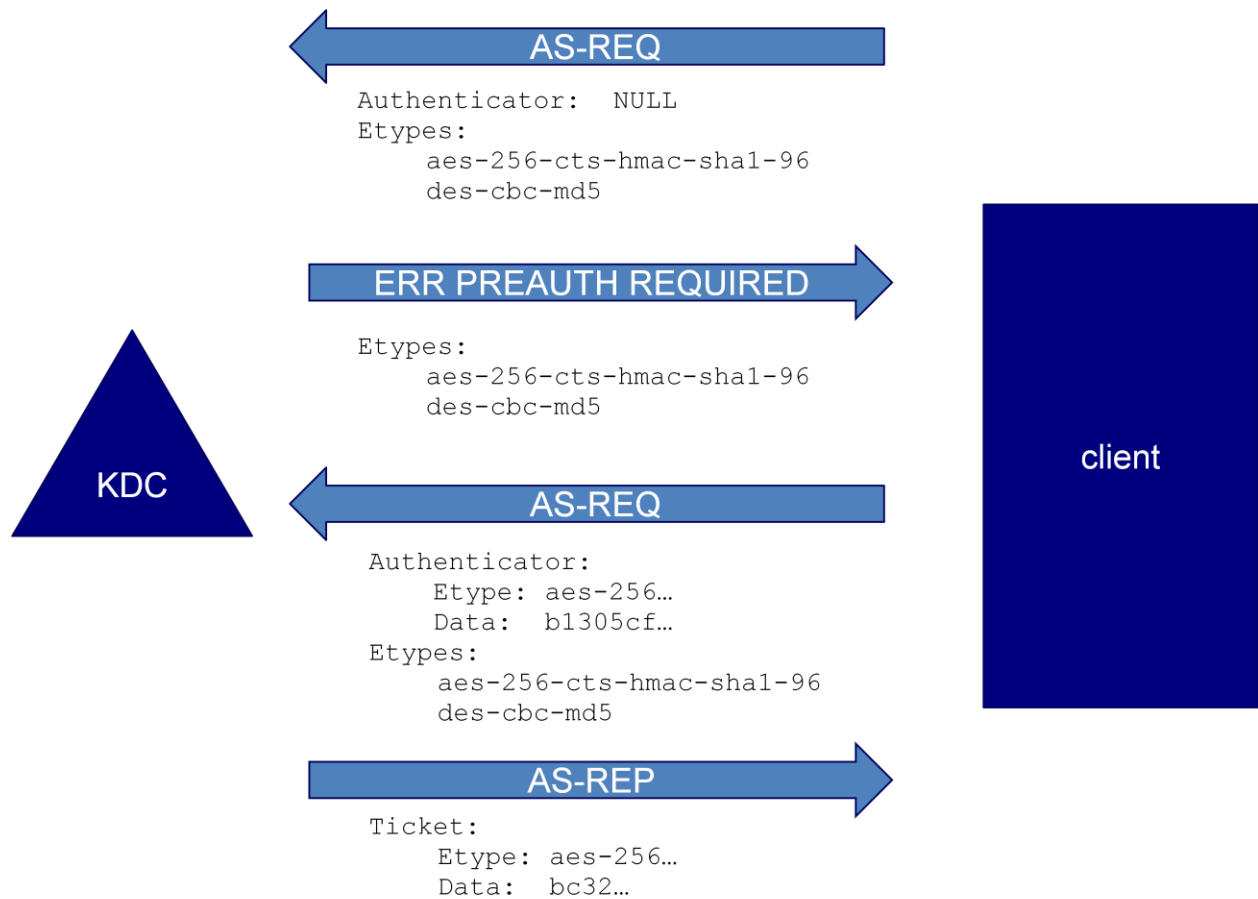 AS-REQ
Authenticator: NULL
Etypes:
aes-256-cts-hmac-sha1-96
des-cbc-md5
ERR PREAUTH REQUIRED
Etypes:
aes-256-cts-hmac-sha1-96
des-cbc-md5
KDC
client
AS-REQ
Authenticator:
Etype: aes-256…
Data: b1305cf…
Etypes:
aes-256-cts-hmac-sha1-96
des-cbc-md5
AS-REP
Ticket:
Etype: aes-256…
Data: bc32…